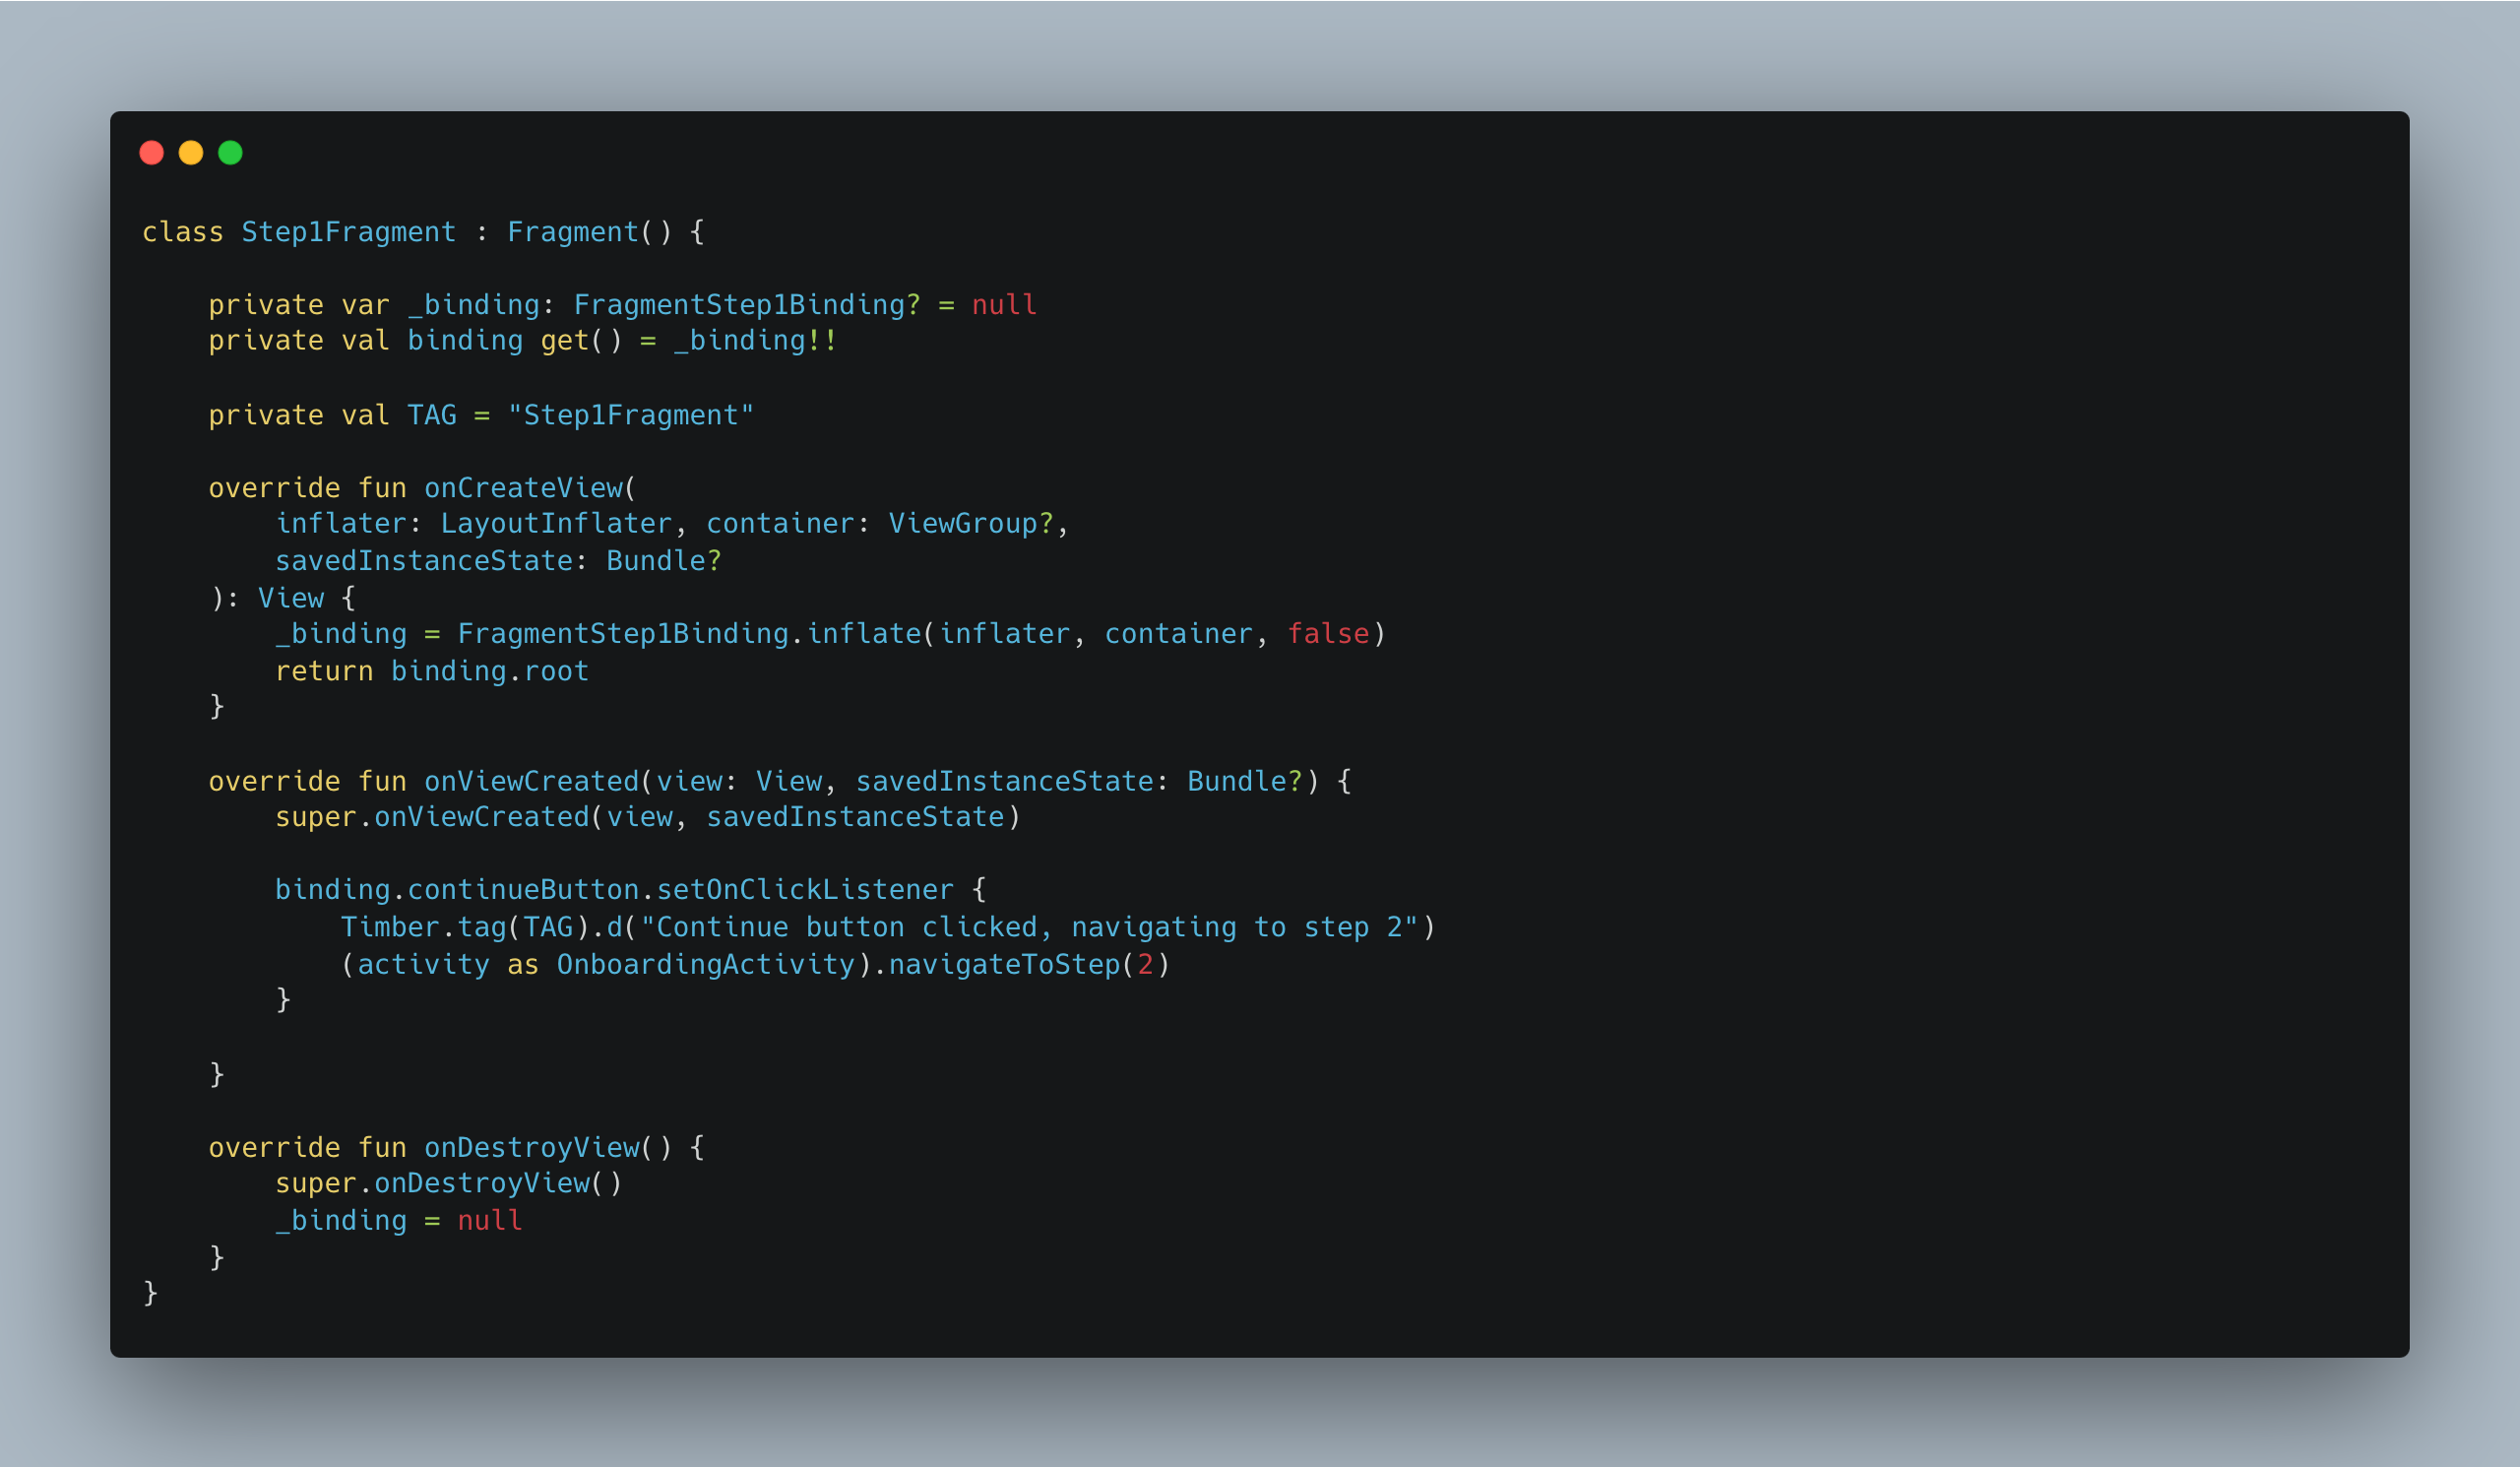 class Step1Fragment : Fragment() {

    private var _binding: FragmentStep1Binding? = null
    private val binding get() = _binding!!

    private val TAG = "Step1Fragment"

    override fun onCreateView(
        inflater: LayoutInflater, container: ViewGroup?,
        savedInstanceState: Bundle?
    ): View {
        _binding = FragmentStep1Binding.inflate(inflater, container, false)
        return binding.root
    }

    override fun onViewCreated(view: View, savedInstanceState: Bundle?) {
        super.onViewCreated(view, savedInstanceState)

        binding.continueButton.setOnClickListener {
            Timber.tag(TAG).d("Continue button clicked, navigating to step 2")
            (activity as OnboardingActivity).navigateToStep(2)
        }

    }

    override fun onDestroyView() {
        super.onDestroyView()
        _binding = null
    }
}